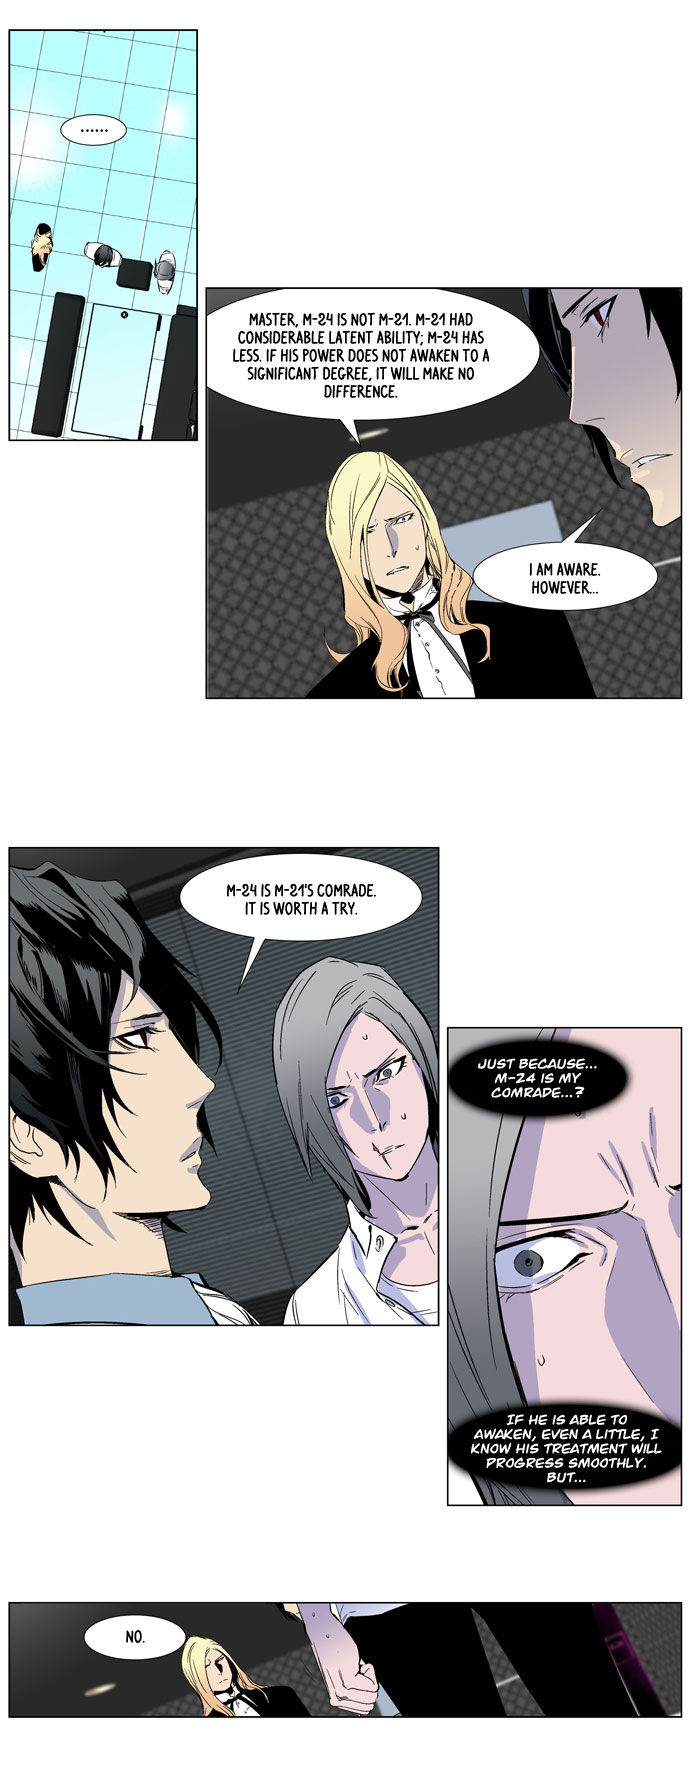 ......
MASTER, M-24 IS NOT M-21. M-21 HAD
CONSIDERABLE LATENT ABILITY; M-24 HAS
LESS. IF HIS POWER DOES NOT AWAKEN TO A
SIGNIFICANT DEGREE, IT WILL MAKE NO
DIFFERENCE.
I AM AWARE.
HOWEVER...
M-24 IS M-21'S COMRADE.
IT IS WORTH A TRY.
JUST BECAUSE...
M-24 IS MY
COMRADE...?
IF HE IS ABLE TO
AWAKEN, EVEN A LITTLE, I
KNOW HIS TREATMENT WILL
PROGRESS SMOOTHLY.
BUT...
NO.